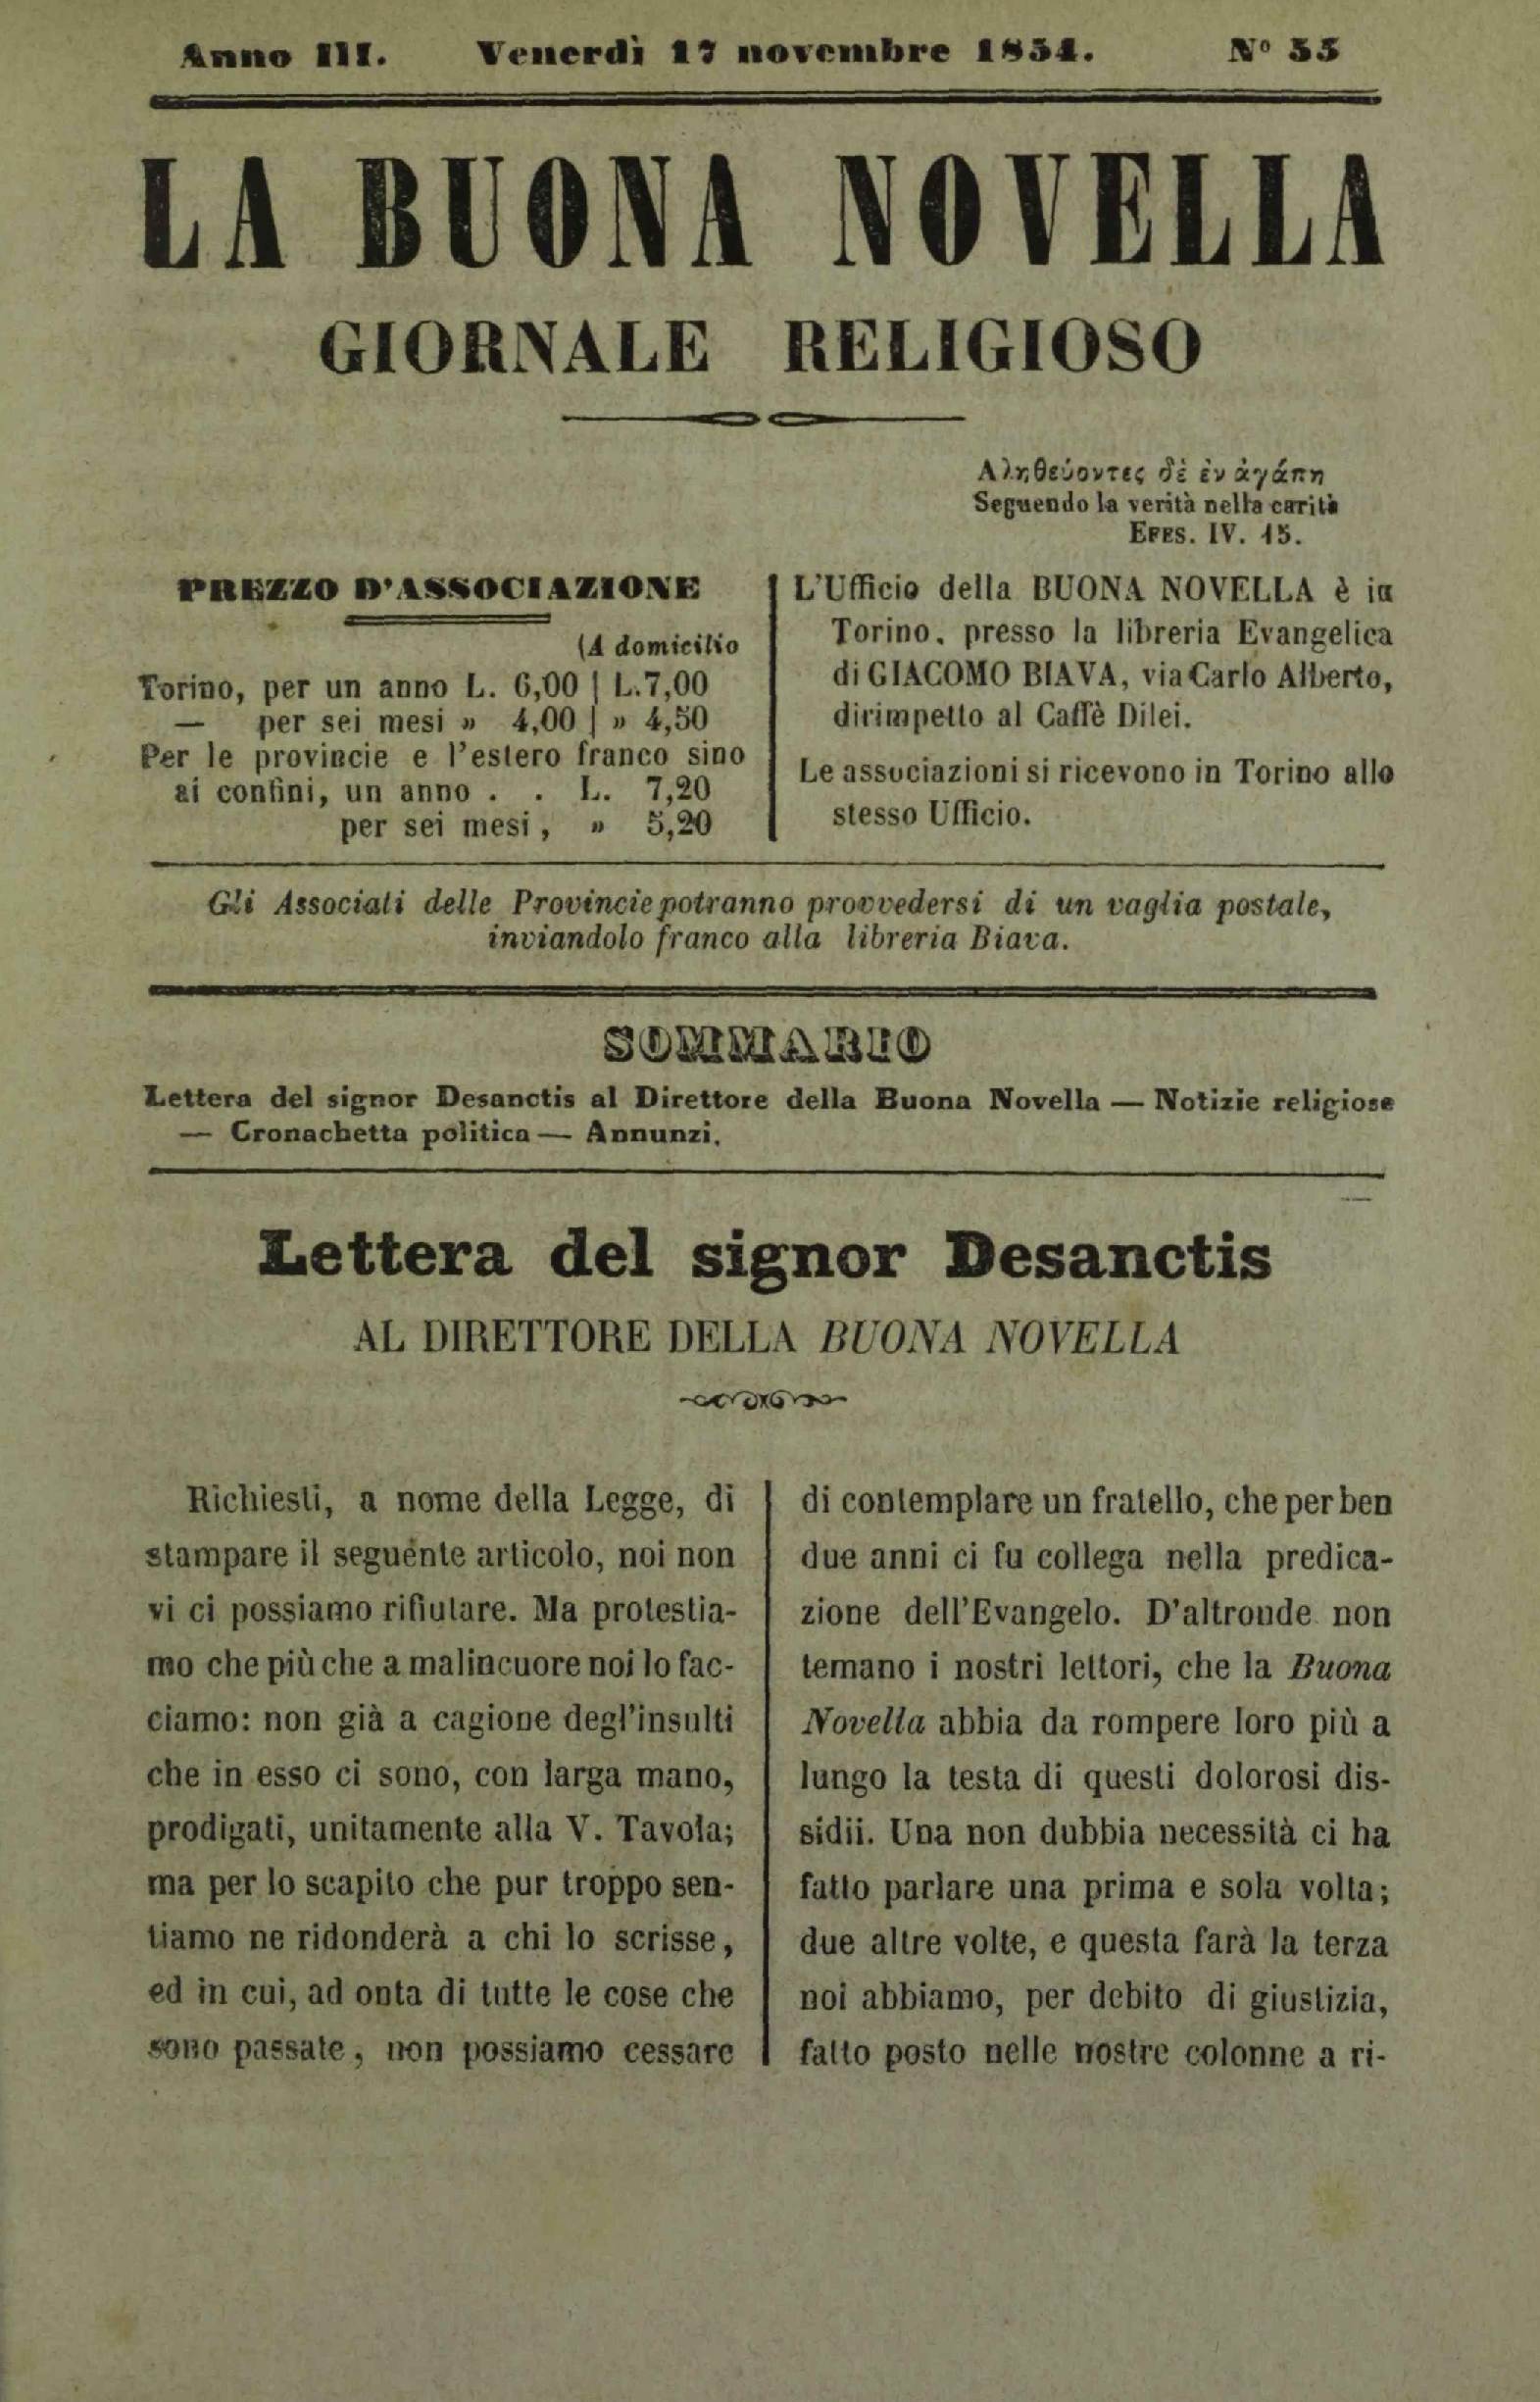 Anno III. Venerdì 17 novembre 1854. N° 53
LA BUONA NOVELLA
GIORNALE RELIGIOSO
Αληθεύοντες δὲ ἐν ἀγάπη
Seguendo la verità nella carità
EFES. IV. 15.
PREZZO D'ASSOCIAZIONE
(A domicilio
Torino, per un anno L. 6,00 | L.7,00
— per sei mesi » 4,00 | » 4,50
Per le provincie e l'estero franco sino
ai confini, un anno . . L. 7,20
per sei mesi, » 5,20
L'Ufficio della BUONA NOVELLA è in
Torino, presso la libreria Evangelica
di GIACOMO BIAVA, via Carlo Alberto,
dirimpetto al Caffè Dilei.
Le associazioni si ricevono in Torino allo
stesso Ufficio.
Gli Associati delle Provincie potranno provvedersi di un vaglia postale,
inviandolo franco alla libreria Biava.
SOMMARIO
Lettera del signor Desanctis al Direttore della Buona Novella — Notizie religiose
— Cronachetta politica — Annunzi.
Lettera del signor Desanctis
AL DIRETTORE DELLA BUONA NOVELLA
Richiesti, a nome della Legge, di
stampare il seguente articolo, noi non
vi ci possiamo rifiutare. Ma protestia-
mo che più che a malincuore noi lo fac-
ciamo: non già a cagione degl'insulti
che in esso ci sono, con larga mano,
prodigati, unitamente alla V. Tavola;
ma per lo scapito che pur troppo sen-
tiamo ne ridonderà a chi lo scrisse,
ed in cui, ad onta di tutte le cose che
sono passate, non possiamo cessare
di contemplare un fratello, che per ben
due anni ci fu collega nella predica-
zione dell'Evangelo. D'altronde non
temano i nostri lettori, che la Buona
Novella abbia da rompere loro più a
lungo la testa di questi dolorosi dis-
sidii. Una non dubbia necessità ci ha
fatto parlare una prima e sola volta;
due altre volte, e questa farà la terza
noi abbiamo, per debito di giustizia,
fatto posto nelle nostre colonne a ri-